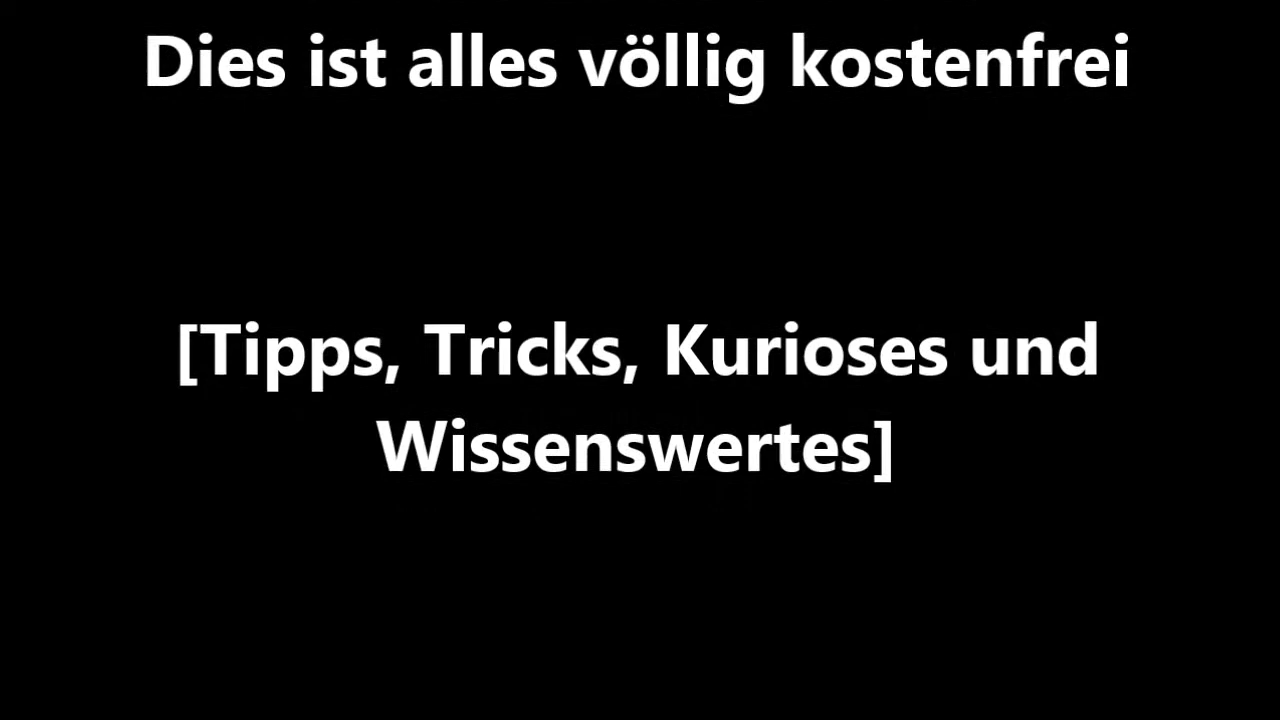 Dies ist alles völlig kostenfrei
[Tipps, Tricks, Kurioses und
Wissenswertes]